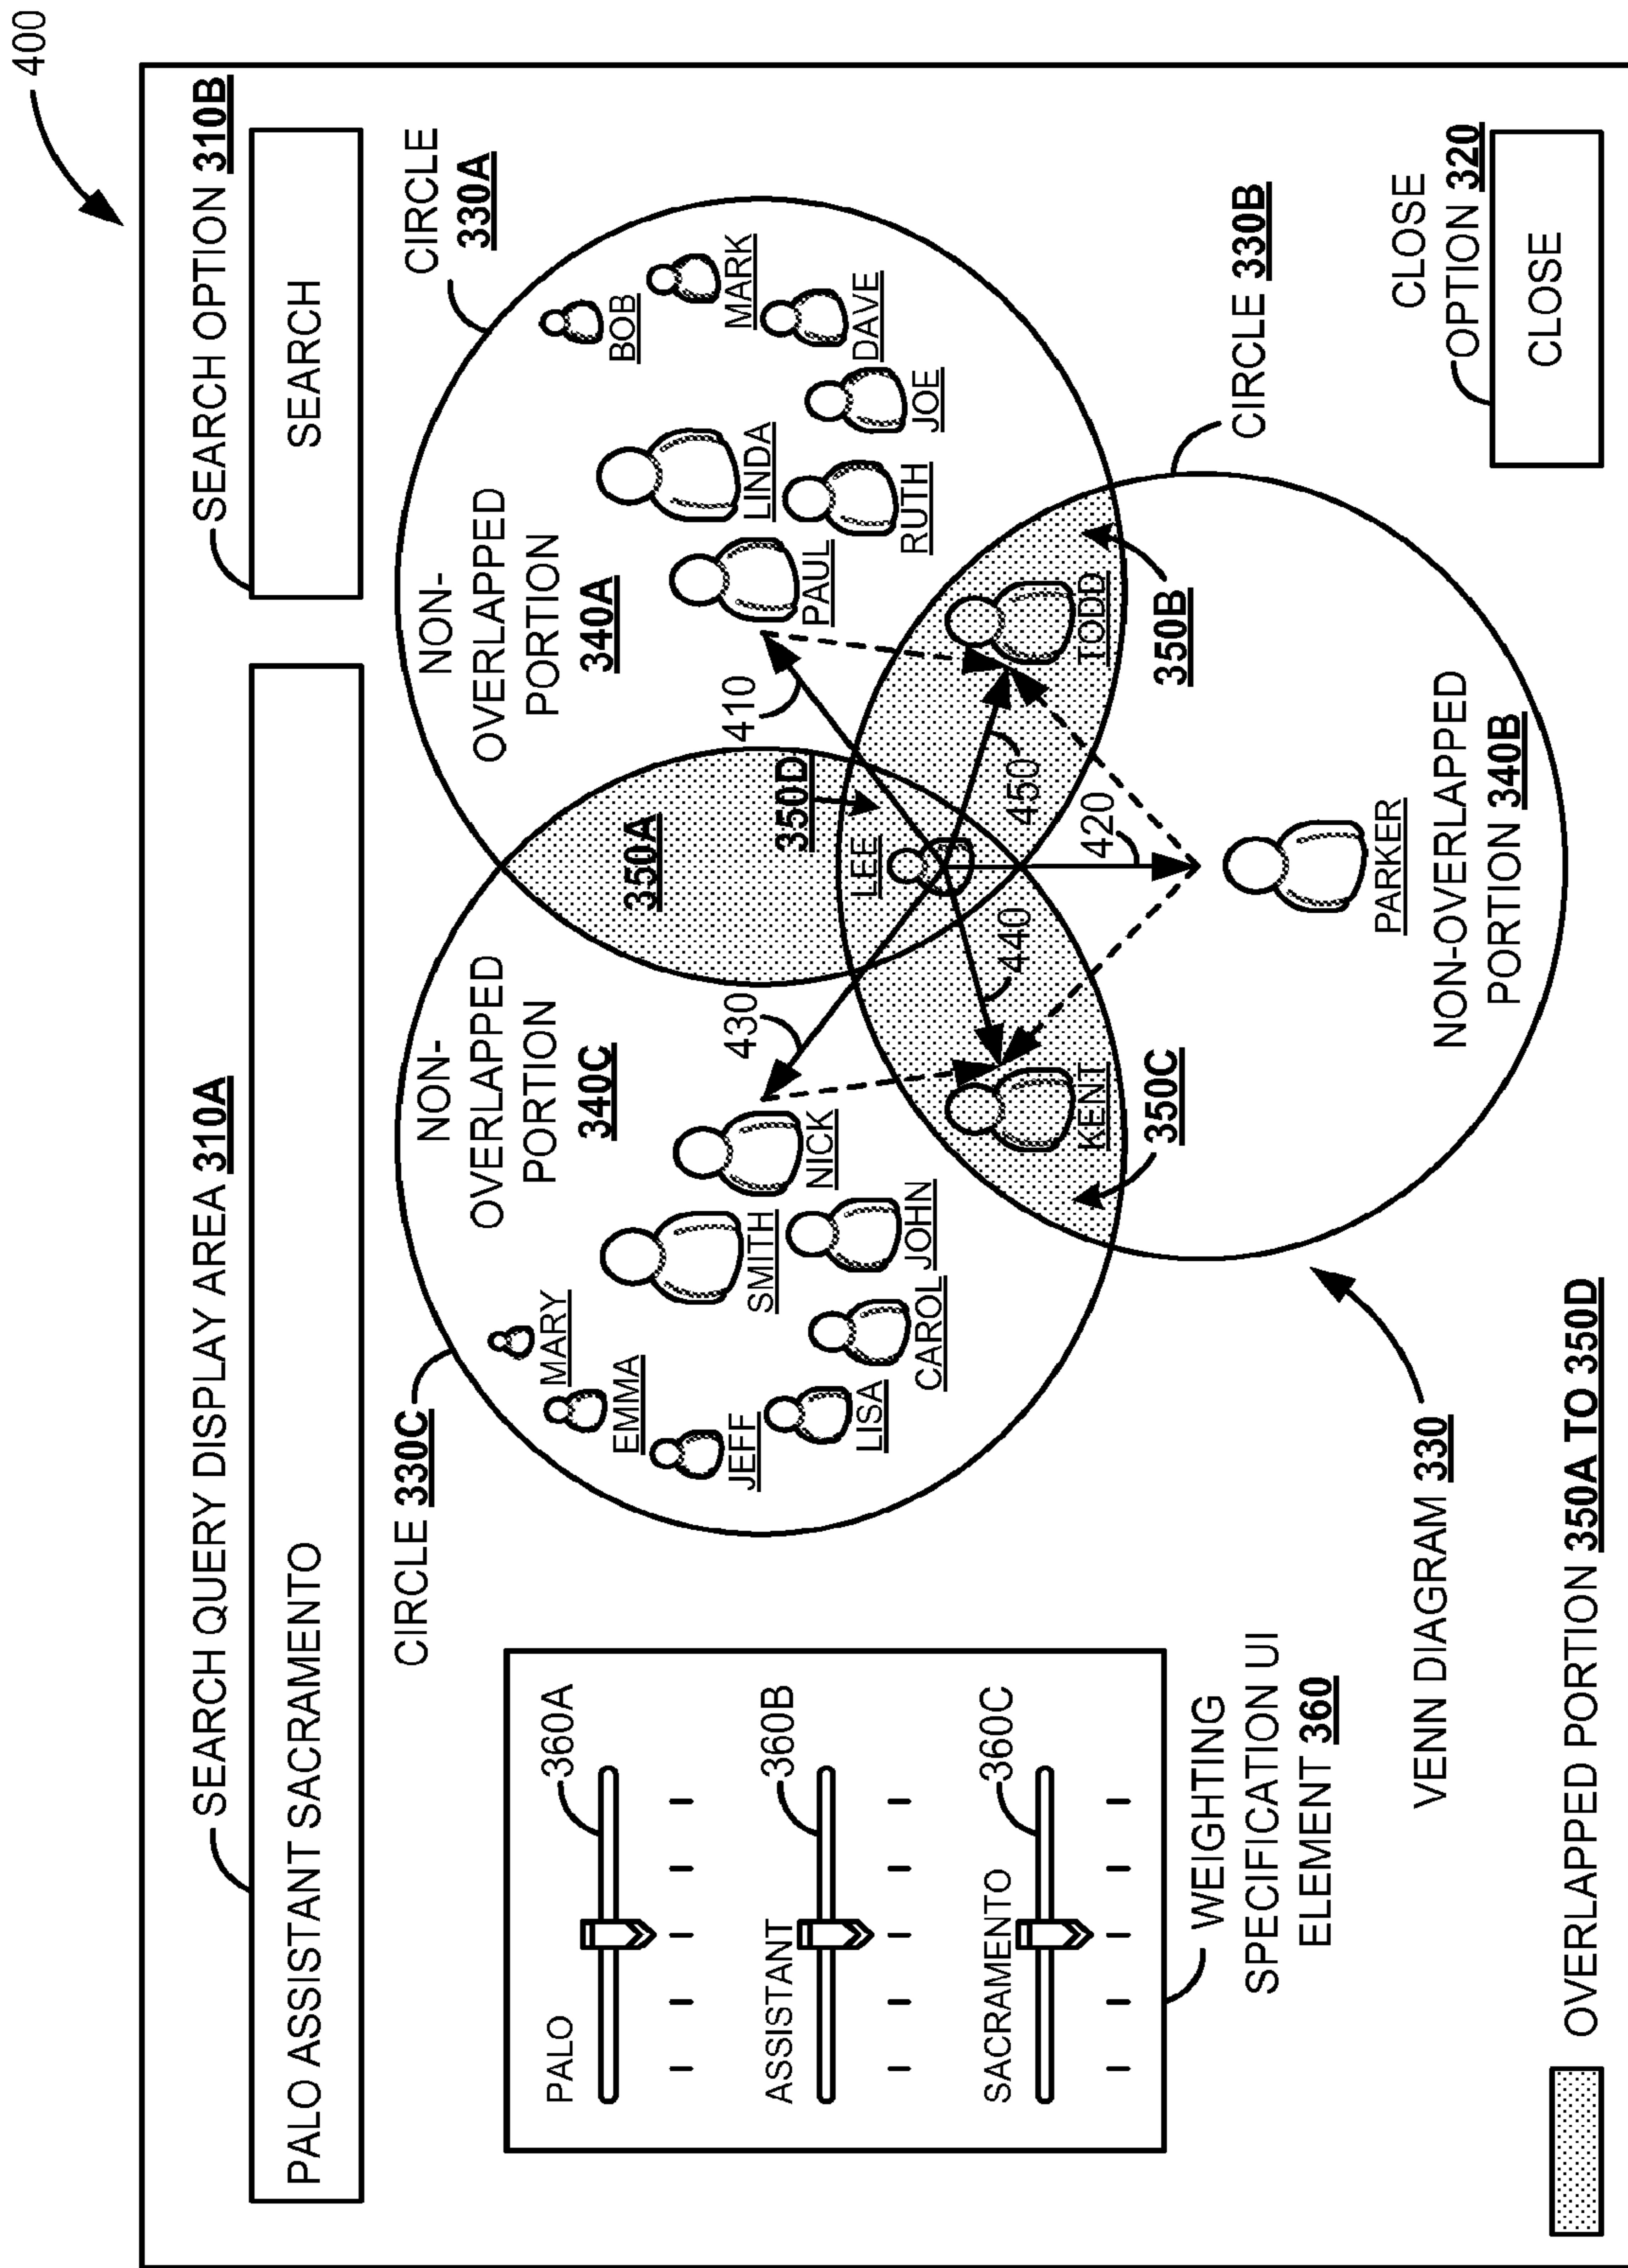 400
SEARCH QUERY DISPLAY AREA 310A
SEARCH OPTION 310B
PALO ASSISTANT SACRAMENTO
SEARCH
CIRCLE 330C
CIRCLE
330A
NON-
OVERLAPPED
PORTION
340C
NON-
OVERLAPPED
PORTION
340A
MARY
EMMA
JEFF
SMITH
LISA
NICK
JOHN
CAROL
BOB
MARK
DAVE
LINDA
JOE
PAUL
RUTH
430
410
350A
350D
LEE
440
450
420
KENT
350C
TODD
350B
CIRCLE 330B
PARKER
NON-OVERLAPPED
PORTION 340B
PALO
360A
ASSISTANT
360B
SACRAMENTO
360C
WEIGHTING
SPECIFICATION UI
ELEMENT 360
VENN DIAGRAM 330
CLOSE
OPTION 320
CLOSE
OVERLAPPED PORTION 350A TO 350D